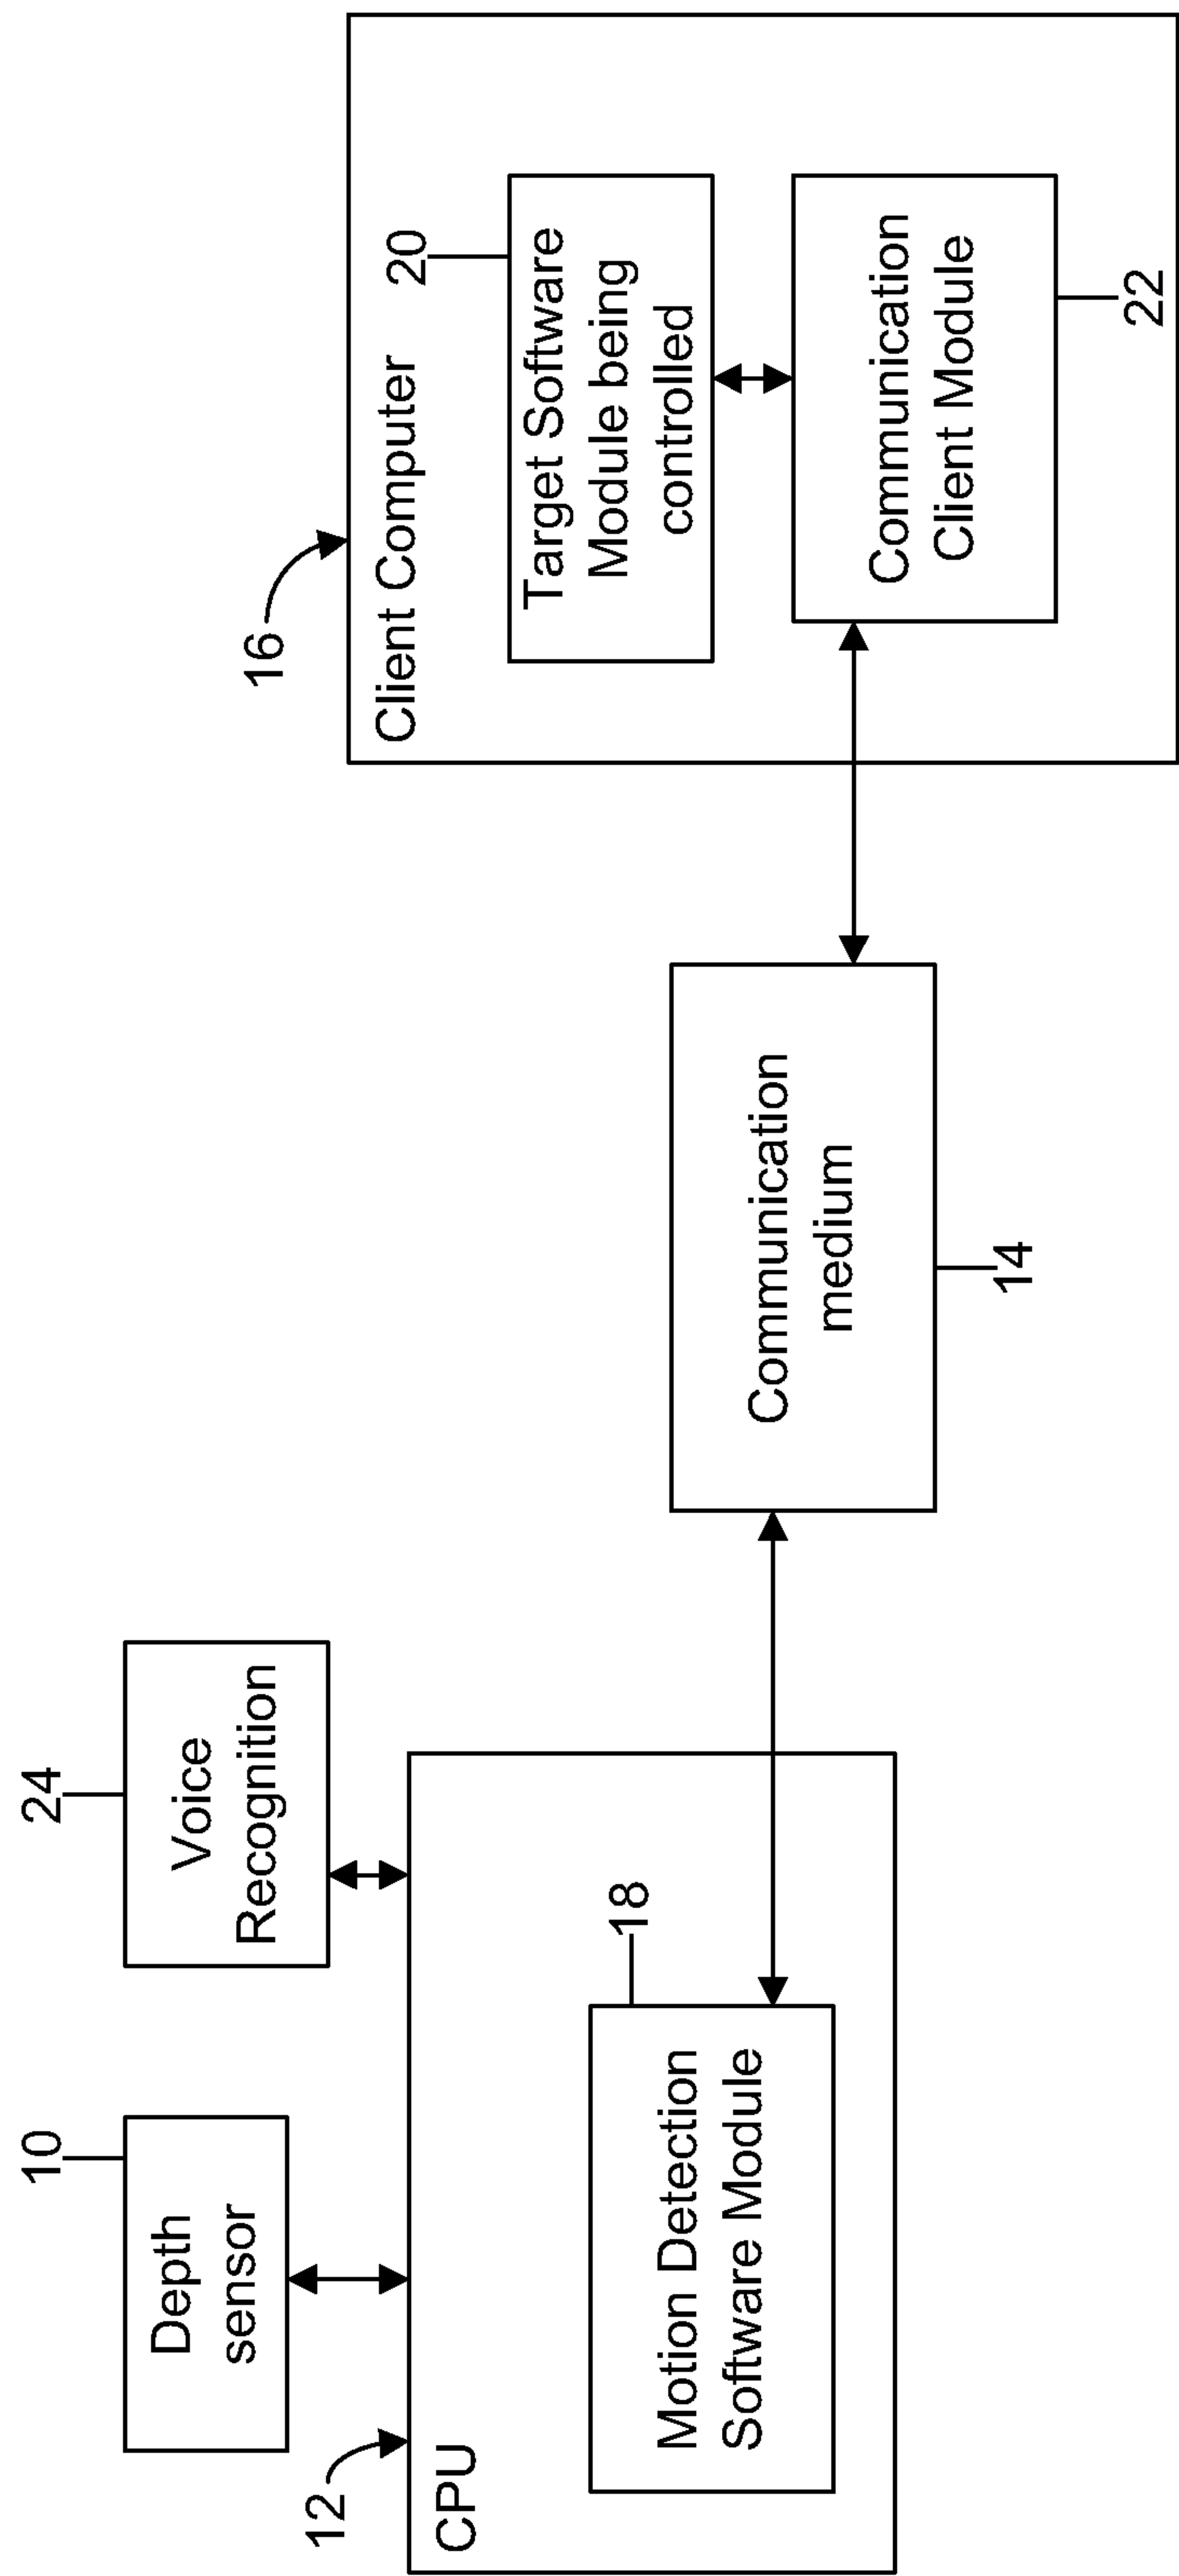 10
Depth
sensor
24
Voice
Recognition
12
CPU
18
Motion Detection
Software Module
Communication
medium
14
16
Client Computer
20
Target Software
Module being
controlled
Communication
Client Module
22